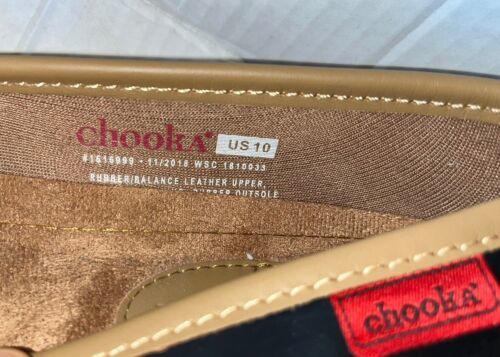 chooka US 10
#1616999 - 11/2018 WSC 1810033
RUBBER/BALANCE LEATHER UPPER,
RUBBER OUTSOLE
chooka